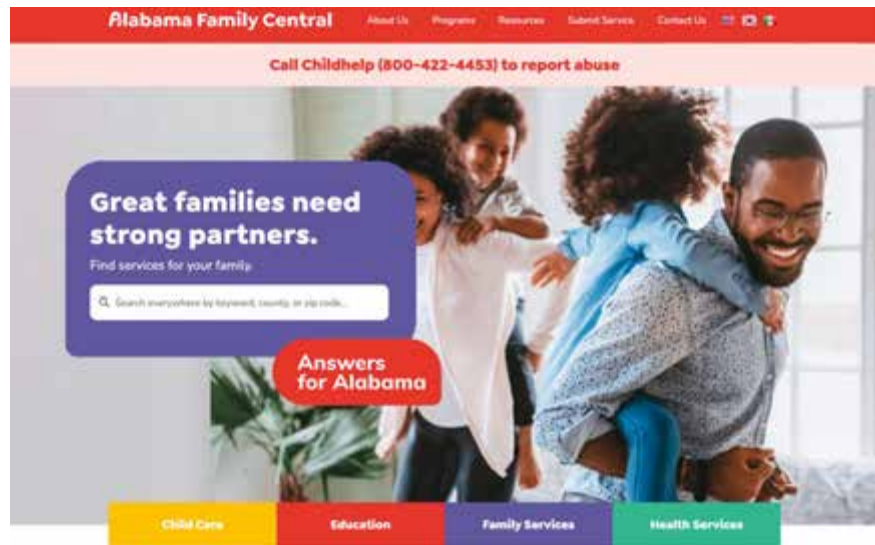 Alabama Family Central
About Us Programs Resources Submit Service Contact Us
Call Childhelp (800-422-4453) to report abuse
Great families need
strong partners.
Find services for your family.
Search everywhere by keyword, county, or zip code...
Answers
for Alabama
Child Care Education Family Services Health Services